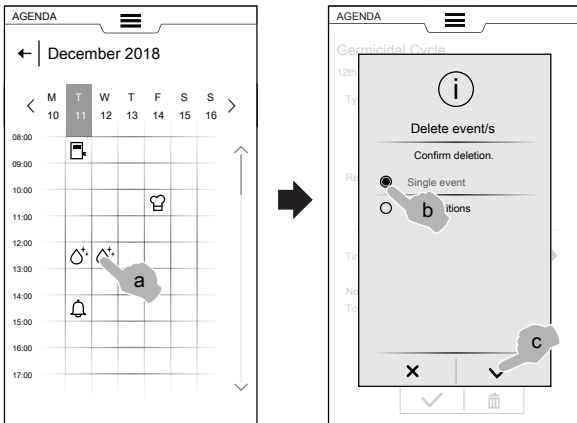 AGENDA
December 2018
M T W T F S S
10 11 12 13 14 15 16
08:00
09:00
10:00
11:00
12:00
13:00
14:00
15:00
16:00
17:00
a
AGENDA
Germicidal Cycle
12th
i
Delete event/s
Confirm deletion.
Single event
b
c